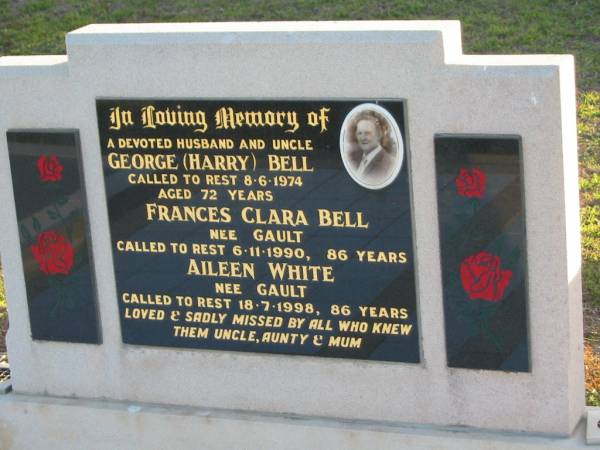 In Loving Memory of
A DEVOTED HUSBAND AND UNCLE
GEORGE (HARRY) BELL
CALLED TO REST 8·6·1974
AGED 72 YEARS
FRANCES CLARA BELL
NEE GAULT
CALLED TO REST 6·11·1990, 86 YEARS
AILEEN WHITE
NEE GAULT
CALLED TO REST 18·7·1998, 86 YEARS
LOVED & SADLY MISSED BY ALL WHO KNEW
THEM UNCLE, AUNTY & MUM